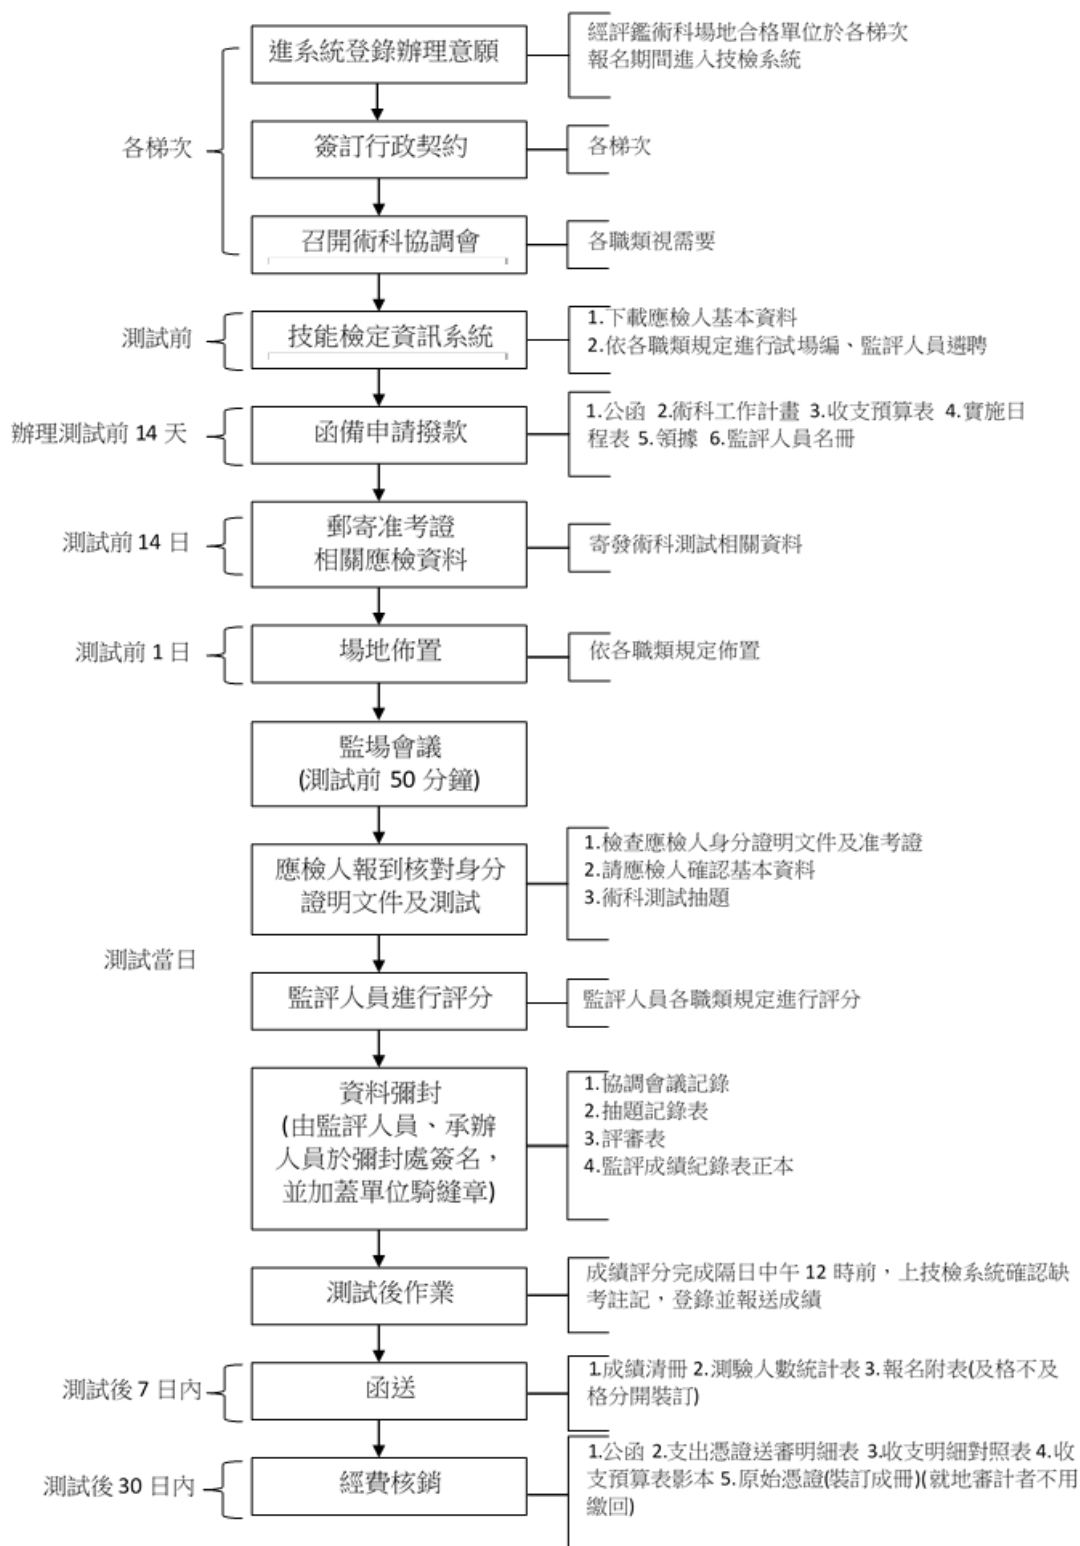 進系統登錄辦理意願
經評鑑術科場地合格單位於各梯次
報名期間進入技檢系統
各梯次
簽訂行政契約
各梯次
召開術科協調會
各職類視需要
測試前
技能檢定資訊系統
1.下載應檢人基本資料
2.依各職類規定進行試場編、監評人員遴聘
辦理測試前 14 天
函備申請撥款
1.公函 2.術科工作計畫 3.收支預算表 4.實施日
程表 5.領據 6.監評人員名冊
測試前 14 日
郵寄准考證
相關應檢資料
寄發術科測試相關資料
測試前 1 日
場地佈置
依各職類規定佈置
監場會議
(測試前 50 分鐘)
測試當日
應檢人報到核對身分
證明文件及測試
1.檢查應檢人身分證明文件及准考證
2.請應檢人確認基本資料
3.術科測試抽題
監評人員進行評分
監評人員各職類規定進行評分
資料彌封
(由監評人員、承辦
人員於彌封處簽名，
並加蓋單位騎縫章)
1.協調會議記錄
2.抽題記錄表
3.評審表
4.監評成績紀錄表正本
測試後作業
成績評分完成隔日中午 12 時前，上技檢系統確認缺
考註記，登錄並報送成績
測試後 7 日內
函送
1.成績清冊 2.測驗人數統計表 3.報名附表(及格不及
格分開裝訂)
測試後 30 日內
經費核銷
1.公函 2.支出憑證送審明細表 3.收支明細對照表 4.收
支預算表影本 5.原始憑證(裝訂成冊)(就地審計者不用
繳回)